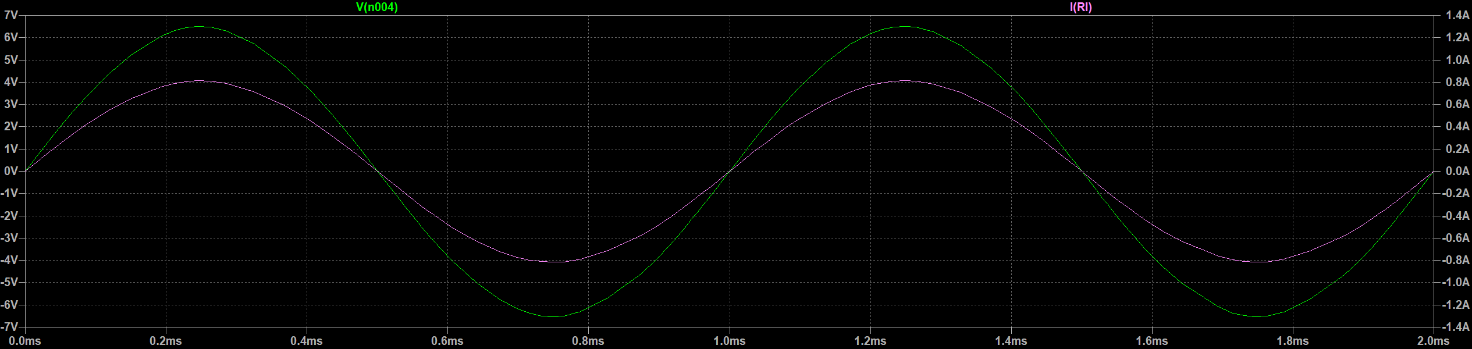 V(n004) I(Rl)
7V 1.4A
6V 1.2A
5V 1.0A
4V 0.8A
3V 0.6A
2V 0.4A
1V 0.2A
0V 0.0A
-1V -0.2A
-2V -0.4A
-3V -0.6A
-4V -0.8A
-5V -1.0A
-6V -1.2A
-7V -1.4A
0.0ms 0.2ms 0.4ms 0.6ms 0.8ms 1.0ms 1.2ms 1.4ms 1.6ms 1.8ms 2.0ms